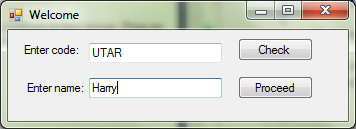 Welcome
Enter code: UTAR Check
Enter name: Harry Proceed